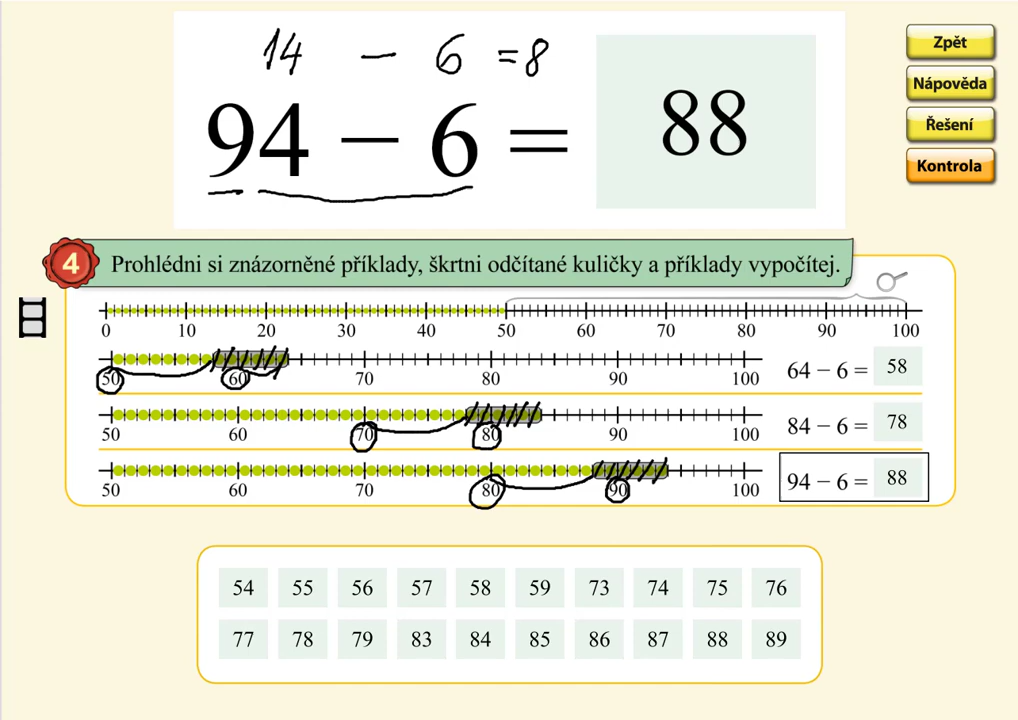 14 – 6 = 8
94 − 6 = 88
Zpět
Nápověda
Řešení
Kontrola
4 Prohlédni si znázorněné příklady, škrtni odčítané kuličky a příklady vypočítej.
0 10 20 30 40 50 60 70 80 90 100
50 60 70 80 90 100 64 − 6 = 58
50 60 70 80 90 100 84 − 6 = 78
50 60 70 80 90 100 94 − 6 = 88
54 55 56 57 58 59 73 74 75 76
77 78 79 83 84 85 86 87 88 89